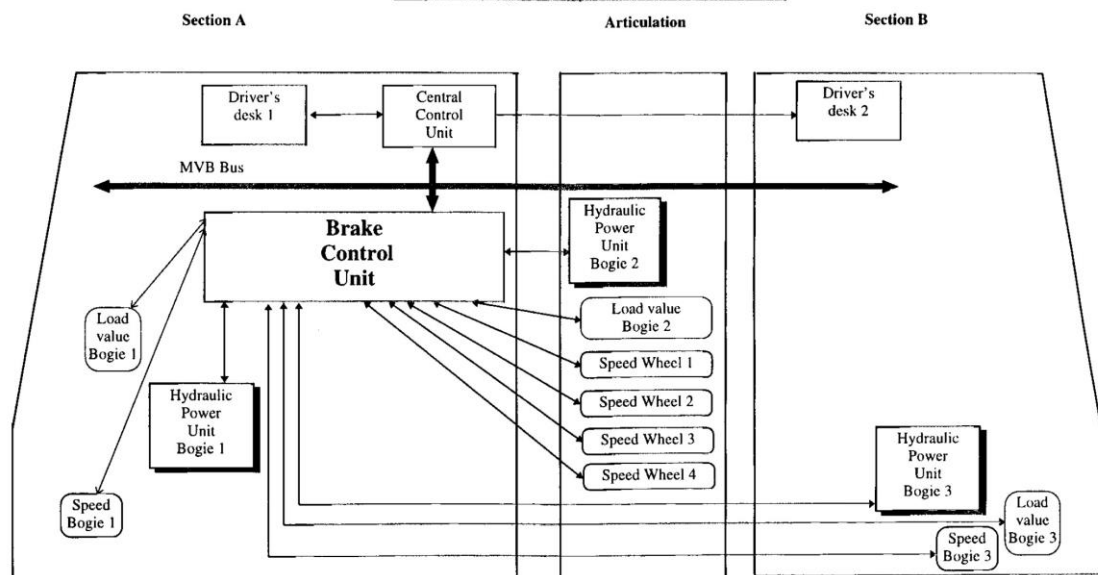 Section A
Articulation
Section B
Driver's
desk 1
Central
Control
Unit
Driver's
desk 2
MVB Bus
Brake
Control
Unit
Hydraulic
Power
Unit
Bogie 2
Load value
Bogie 2
Load
value
Bogie 1
Speed Wheel 1
Speed Wheel 2
Speed Wheel 3
Speed Wheel 4
Hydraulic
Power
Unit
Bogie 1
Hydraulic
Power
Unit
Bogie 3
Speed
Bogie 1
Load
value
Bogie 3
Speed
Bogie 3